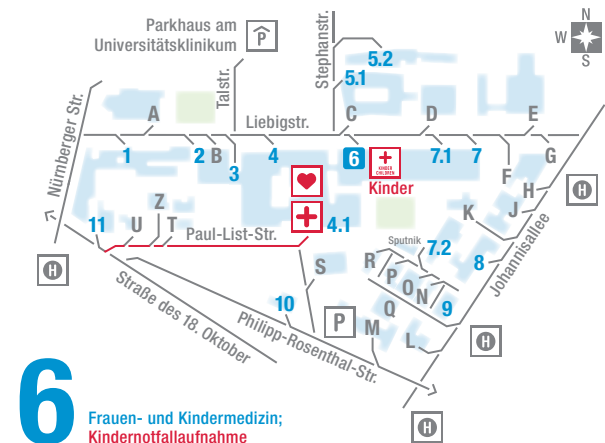 Parkhaus am
Universitätsklinikum
P
Stephanstr.
5.2
5.1
N
W
S
Talstr.
Nürnberger Str.
A
Liebigstr.
C
D
E
1
2
B
3
4
6
KINDER
CHILDREN
Kinder
7.1
7
F
G
H
H
J
K
Johannisallee
Z
11
U
T
Paul-List-Str.
4.1
Sputnik
7.2
8
R
P
O
N
9
S
Q
H
Straße des 18. Oktober
10
Philipp-Rosenthal-Str.
P
M
L
H
H
6
Frauen- und Kindermedizin;
Kindernotfallaufnahme